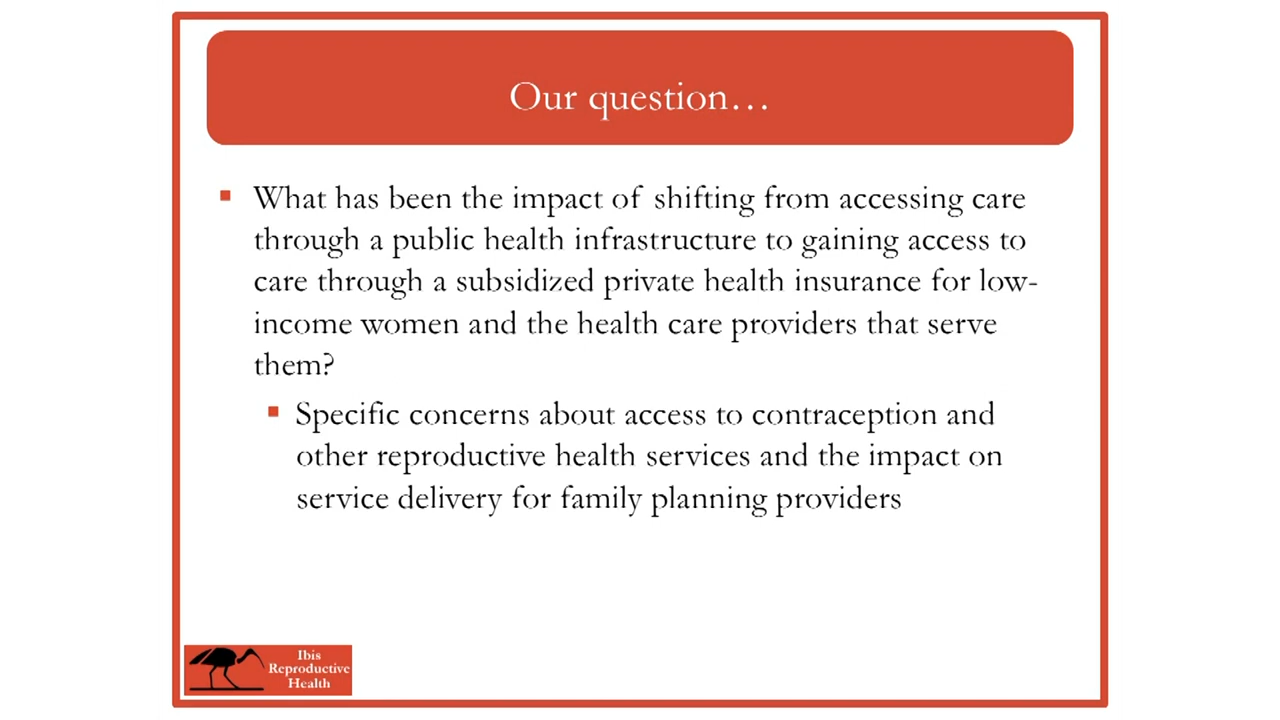 Our question…
What has been the impact of shifting from accessing care
through a public health infrastructure to gaining access to
care through a subsidized private health insurance for low-
income women and the health care providers that serve
them?
Specific concerns about access to contraception and
other reproductive health services and the impact on
service delivery for family planning providers
Ibis
Reproductive
Health